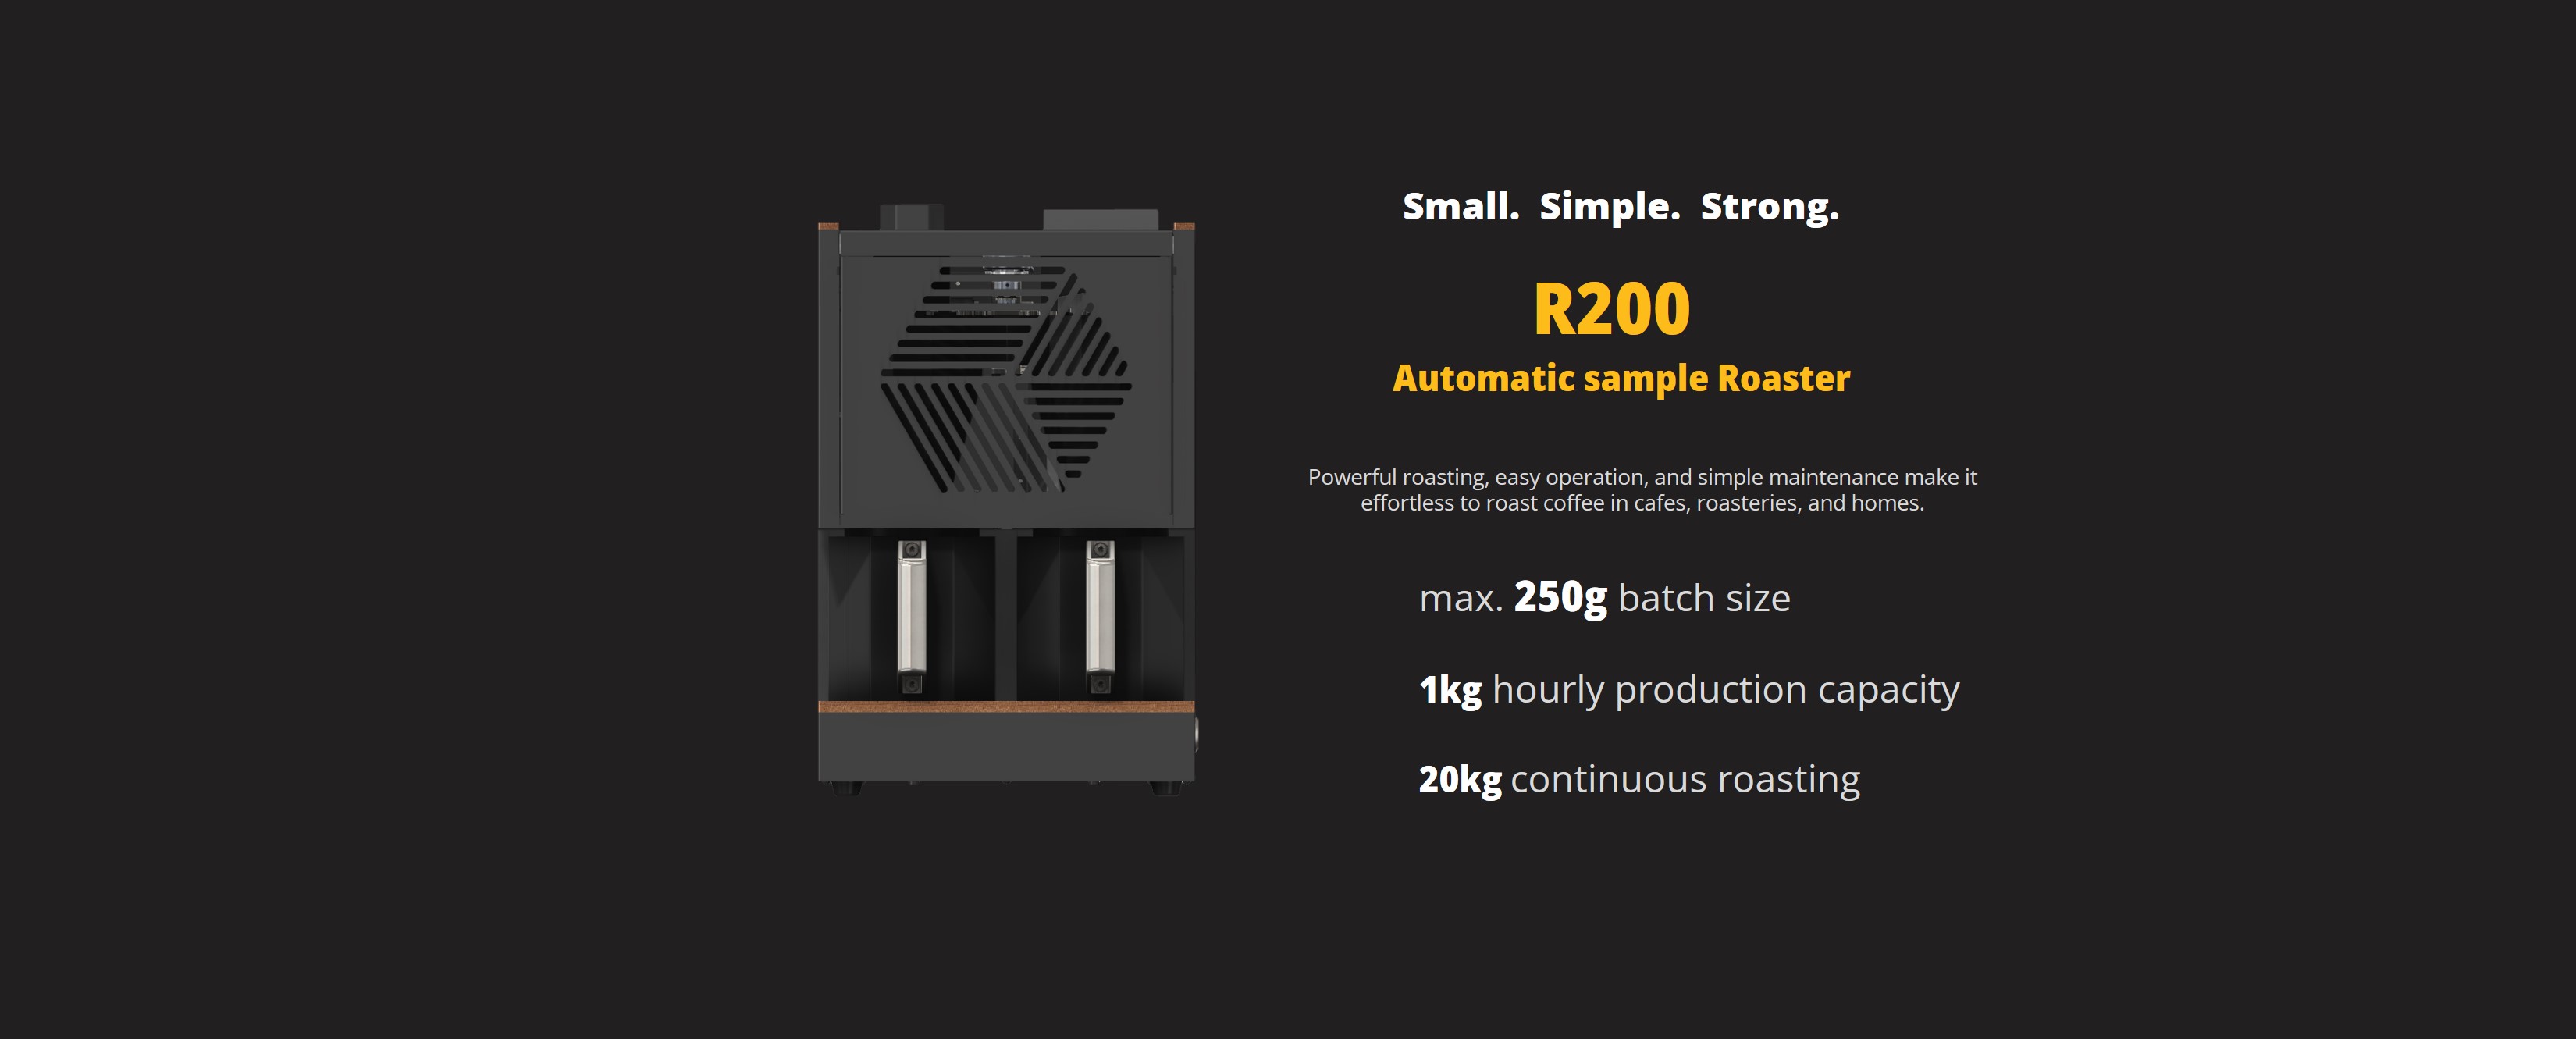 Small. Simple. Strong.
R200
Automatic sample Roaster
Powerful roasting, easy operation, and simple maintenance make it
effortless to roast coffee in cafes, roasteries, and homes.
max. 250g batch size
1kg hourly production capacity
20kg continuous roasting